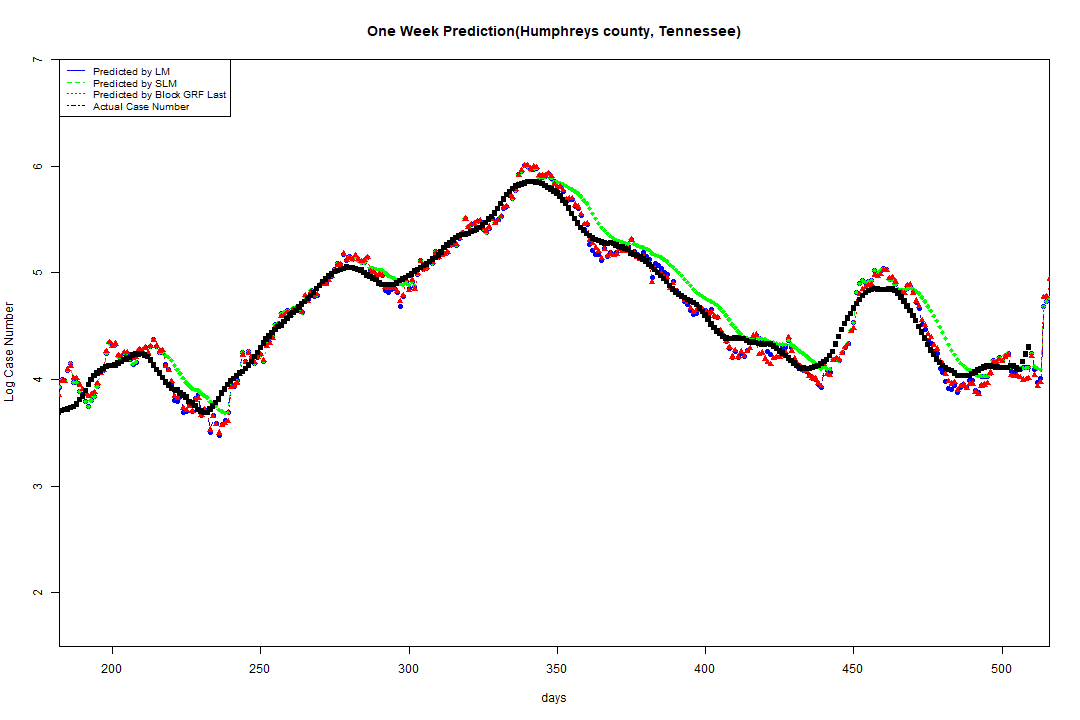 One Week Prediction(Humphreys county, Tennessee)
7
Predicted by LM
Predicted by SLM
Predicted by Block GRF Last
Actual Case Number
6
5
4
3
2
Log Case Number
200 250 300 350 400 450 500
days